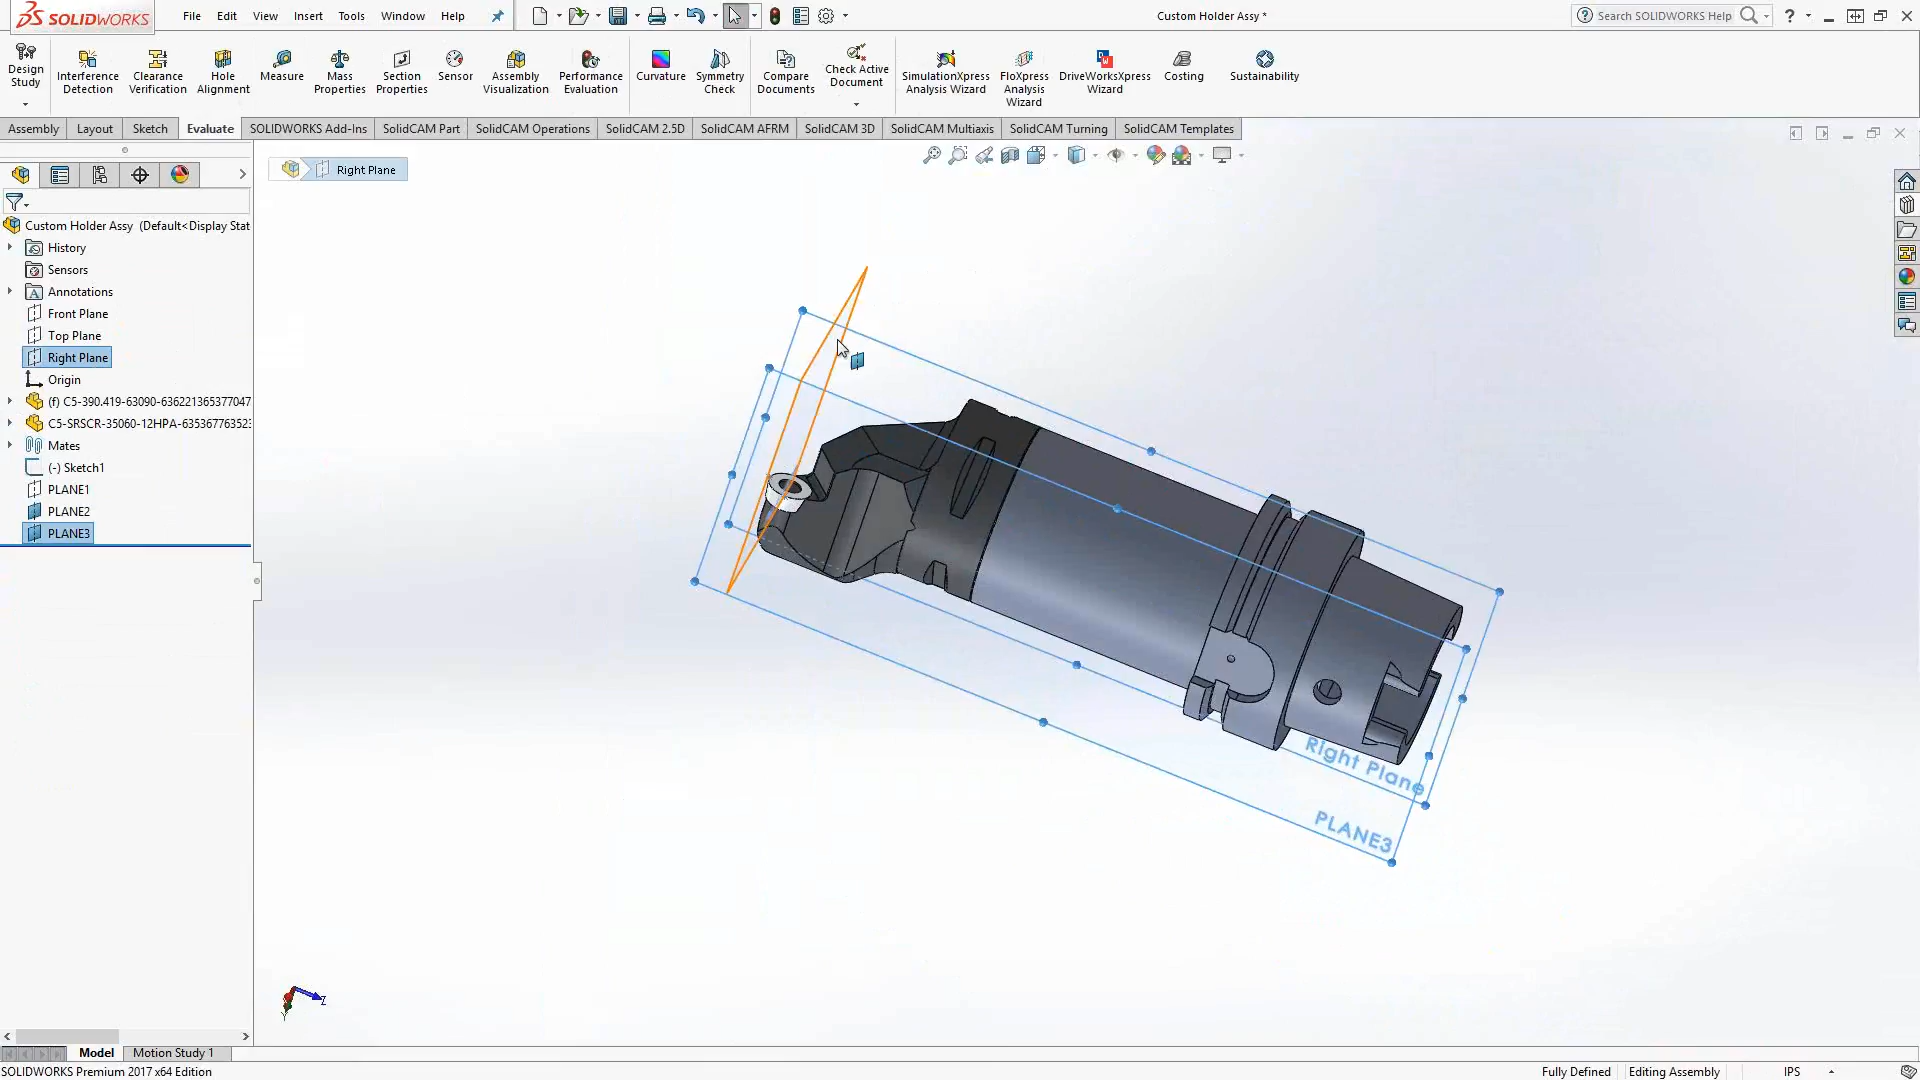 SOLIDWORKS
File Edit View Insert Tools Window Help
Custom Holder Assy *
Search SOLIDWORKS Help
Design Study
Interference Detection
Clearance Verification
Hole Alignment
Measure
Mass Properties
Section Properties
Sensor
Assembly Visualization
Performance Evaluation
Curvature
Symmetry Check
Compare Documents
Check Active Document
SimulationXpress Analysis Wizard
FloXpress Analysis Wizard
DriveWorksXpress Wizard
Costing
Sustainability
Assembly Layout Sketch Evaluate SOLIDWORKS Add-Ins SolidCAM Part SolidCAM Operations SolidCAM 2.5D SolidCAM AFRM SolidCAM 3D SolidCAM Multiaxis SolidCAM Turning SolidCAM Templates
Right Plane
Custom Holder Assy (Default<Display Stat
History
Sensors
Annotations
Front Plane
Top Plane
Right Plane
Origin
(f) C5-390.419-63090-636221365377047
C5-SRSCR-35060-12HPA-63536776352
Mates
(-) Sketch1
PLANE1
PLANE2
PLANE3
Right Plane
PLANE3
Z
Y
Model Motion Study 1
SOLIDWORKS Premium 2017 x64 Edition
Fully Defined Editing Assembly IPS